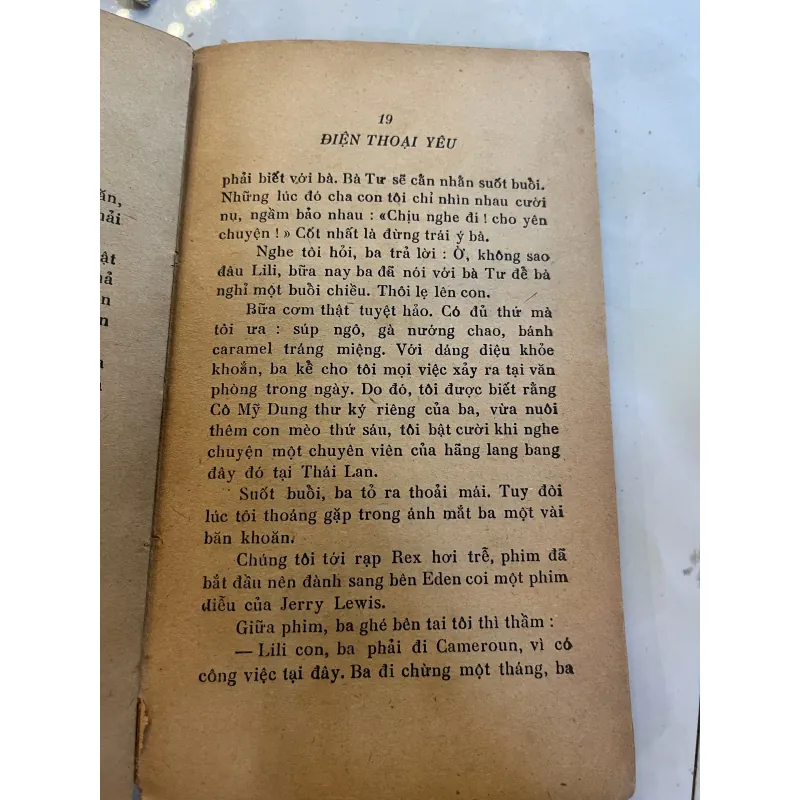 ăn,
hải
ật
hả
n
n
a
u
19
ĐIỆN THOẠI YÊU
phải biết với bà. Bà Tư sẽ cằn nhằn suốt buổi.
Những lúc đó cha con tôi chỉ nhìn nhau cười
nụ, ngầm bảo nhau : «Chịu nghe đi ! cho yên
chuyện ! » Cốt nhất là đừng trái ý bà.
Nghe tôi hỏi, ba trả lời : Ờ, không sao
đâu Lili, bữa nay ba đã nói với bà Tư để bà
nghỉ một buổi chiều. Thôi lẹ lên con.
Bữa cơm thật tuyệt hảo. Có đủ thứ mà
tôi ưa : súp ngô, gà nướng chao, bánh
caramel tráng miệng. Với dáng diệu khỏe
khoắn, ba kể cho tôi mọi việc xảy ra tại văn
phòng trong ngày. Do đó, tôi được biết rằng
Cô Mỹ Dung thư ký riêng của ba, vừa nuôi
thêm con mèo thứ sáu, tôi bật cười khi nghe
chuyện một chuyên viên của hãng lang bang
đây đó tại Thái Lan.
Suốt buổi, ba tỏ ra thoải mái. Tuy đôi
lúc tôi thoáng gặp trong ánh mắt ba một vài
băn khoăn.
Chúng tôi tới rạp Rex hơi trễ, phim đã
bắt đầu nên đành sang bên Eden coi một phim
diễu của Jerry Lewis.
Giữa phim, ba ghé bên tai tôi thì thầm :
— Lili con, ba phải đi Cameroun, vì có
công việc tại đây. Ba đi chừng một tháng, ba